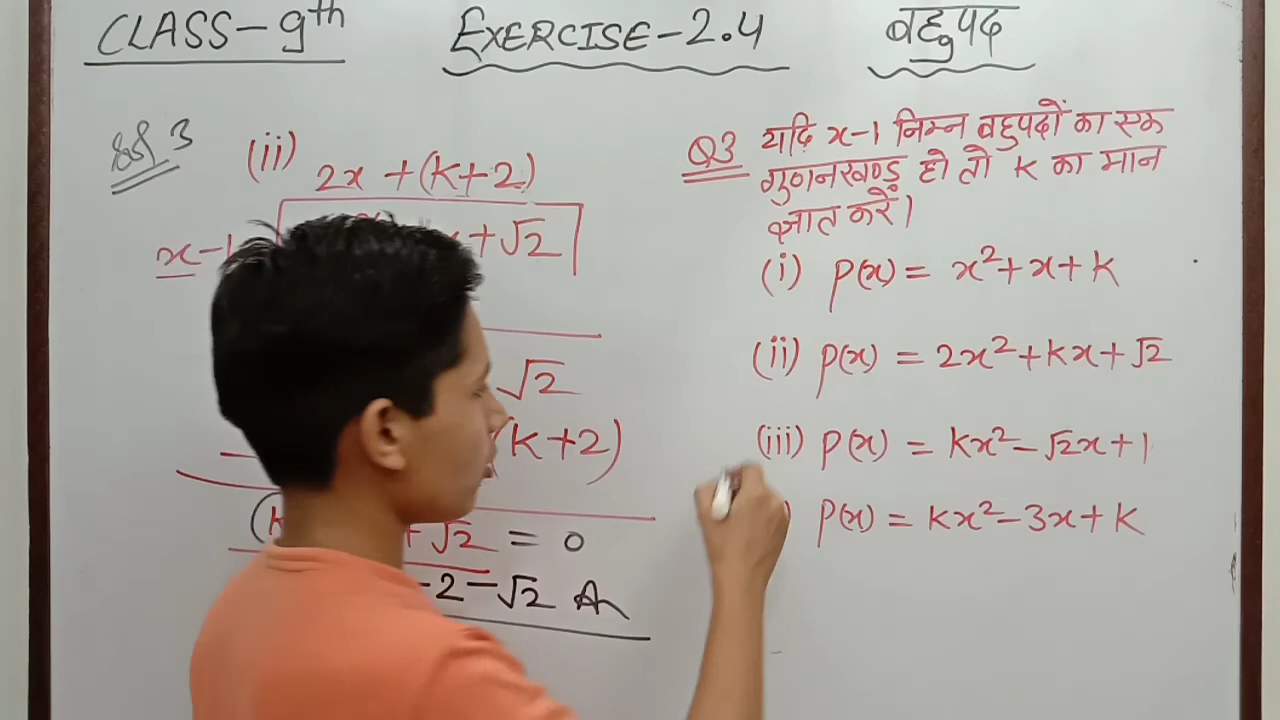 CLASS-9th EXERCISE-2.4 बहुपद
3 (ii)
2x + (k+2)
x-1 x+√2
√2
(k+2)
+√2 = 0
-2-√2
Q3 यदि x-1 निम्न बहुपदों का एक
गुणनखण्ड़ हो तो k का मान
ज्ञात करें।
(i) p(x) = x²+x+k
(ii) p(x) = 2x²+kx+√2
(iii) p(x) = kx²-√2x+1
) p(x) = kx²-3x+k